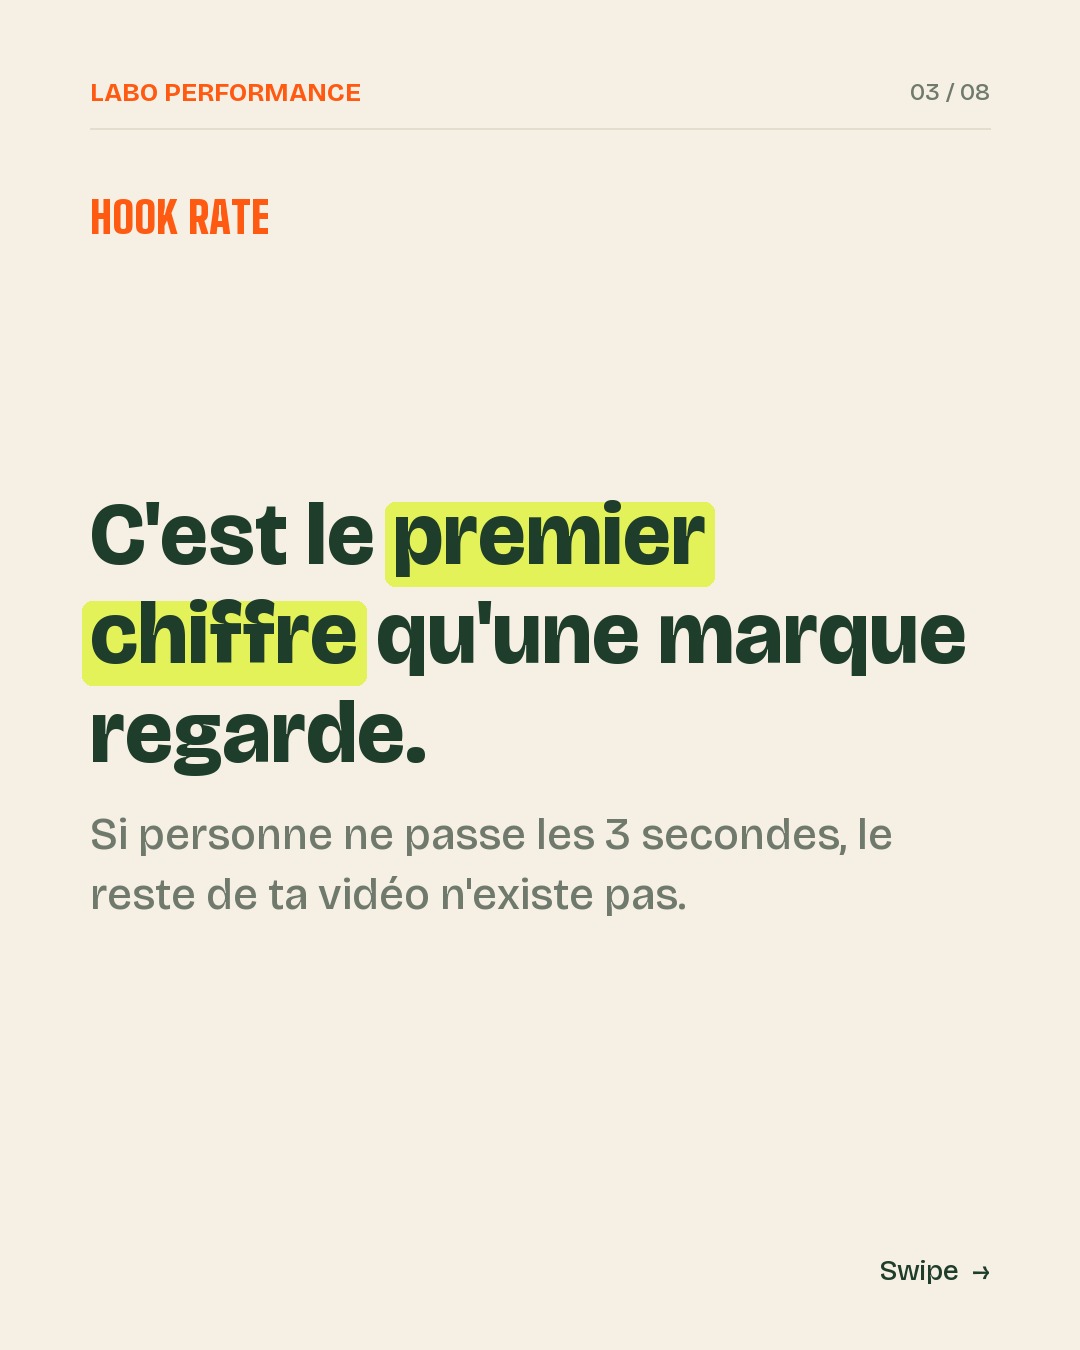 LABO PERFORMANCE
03 / 08
HOOK RATE
C'est le premier
chiffre qu'une marque
regarde.
Si personne ne passe les 3 secondes, le
reste de ta vidéo n'existe pas.
Swipe →